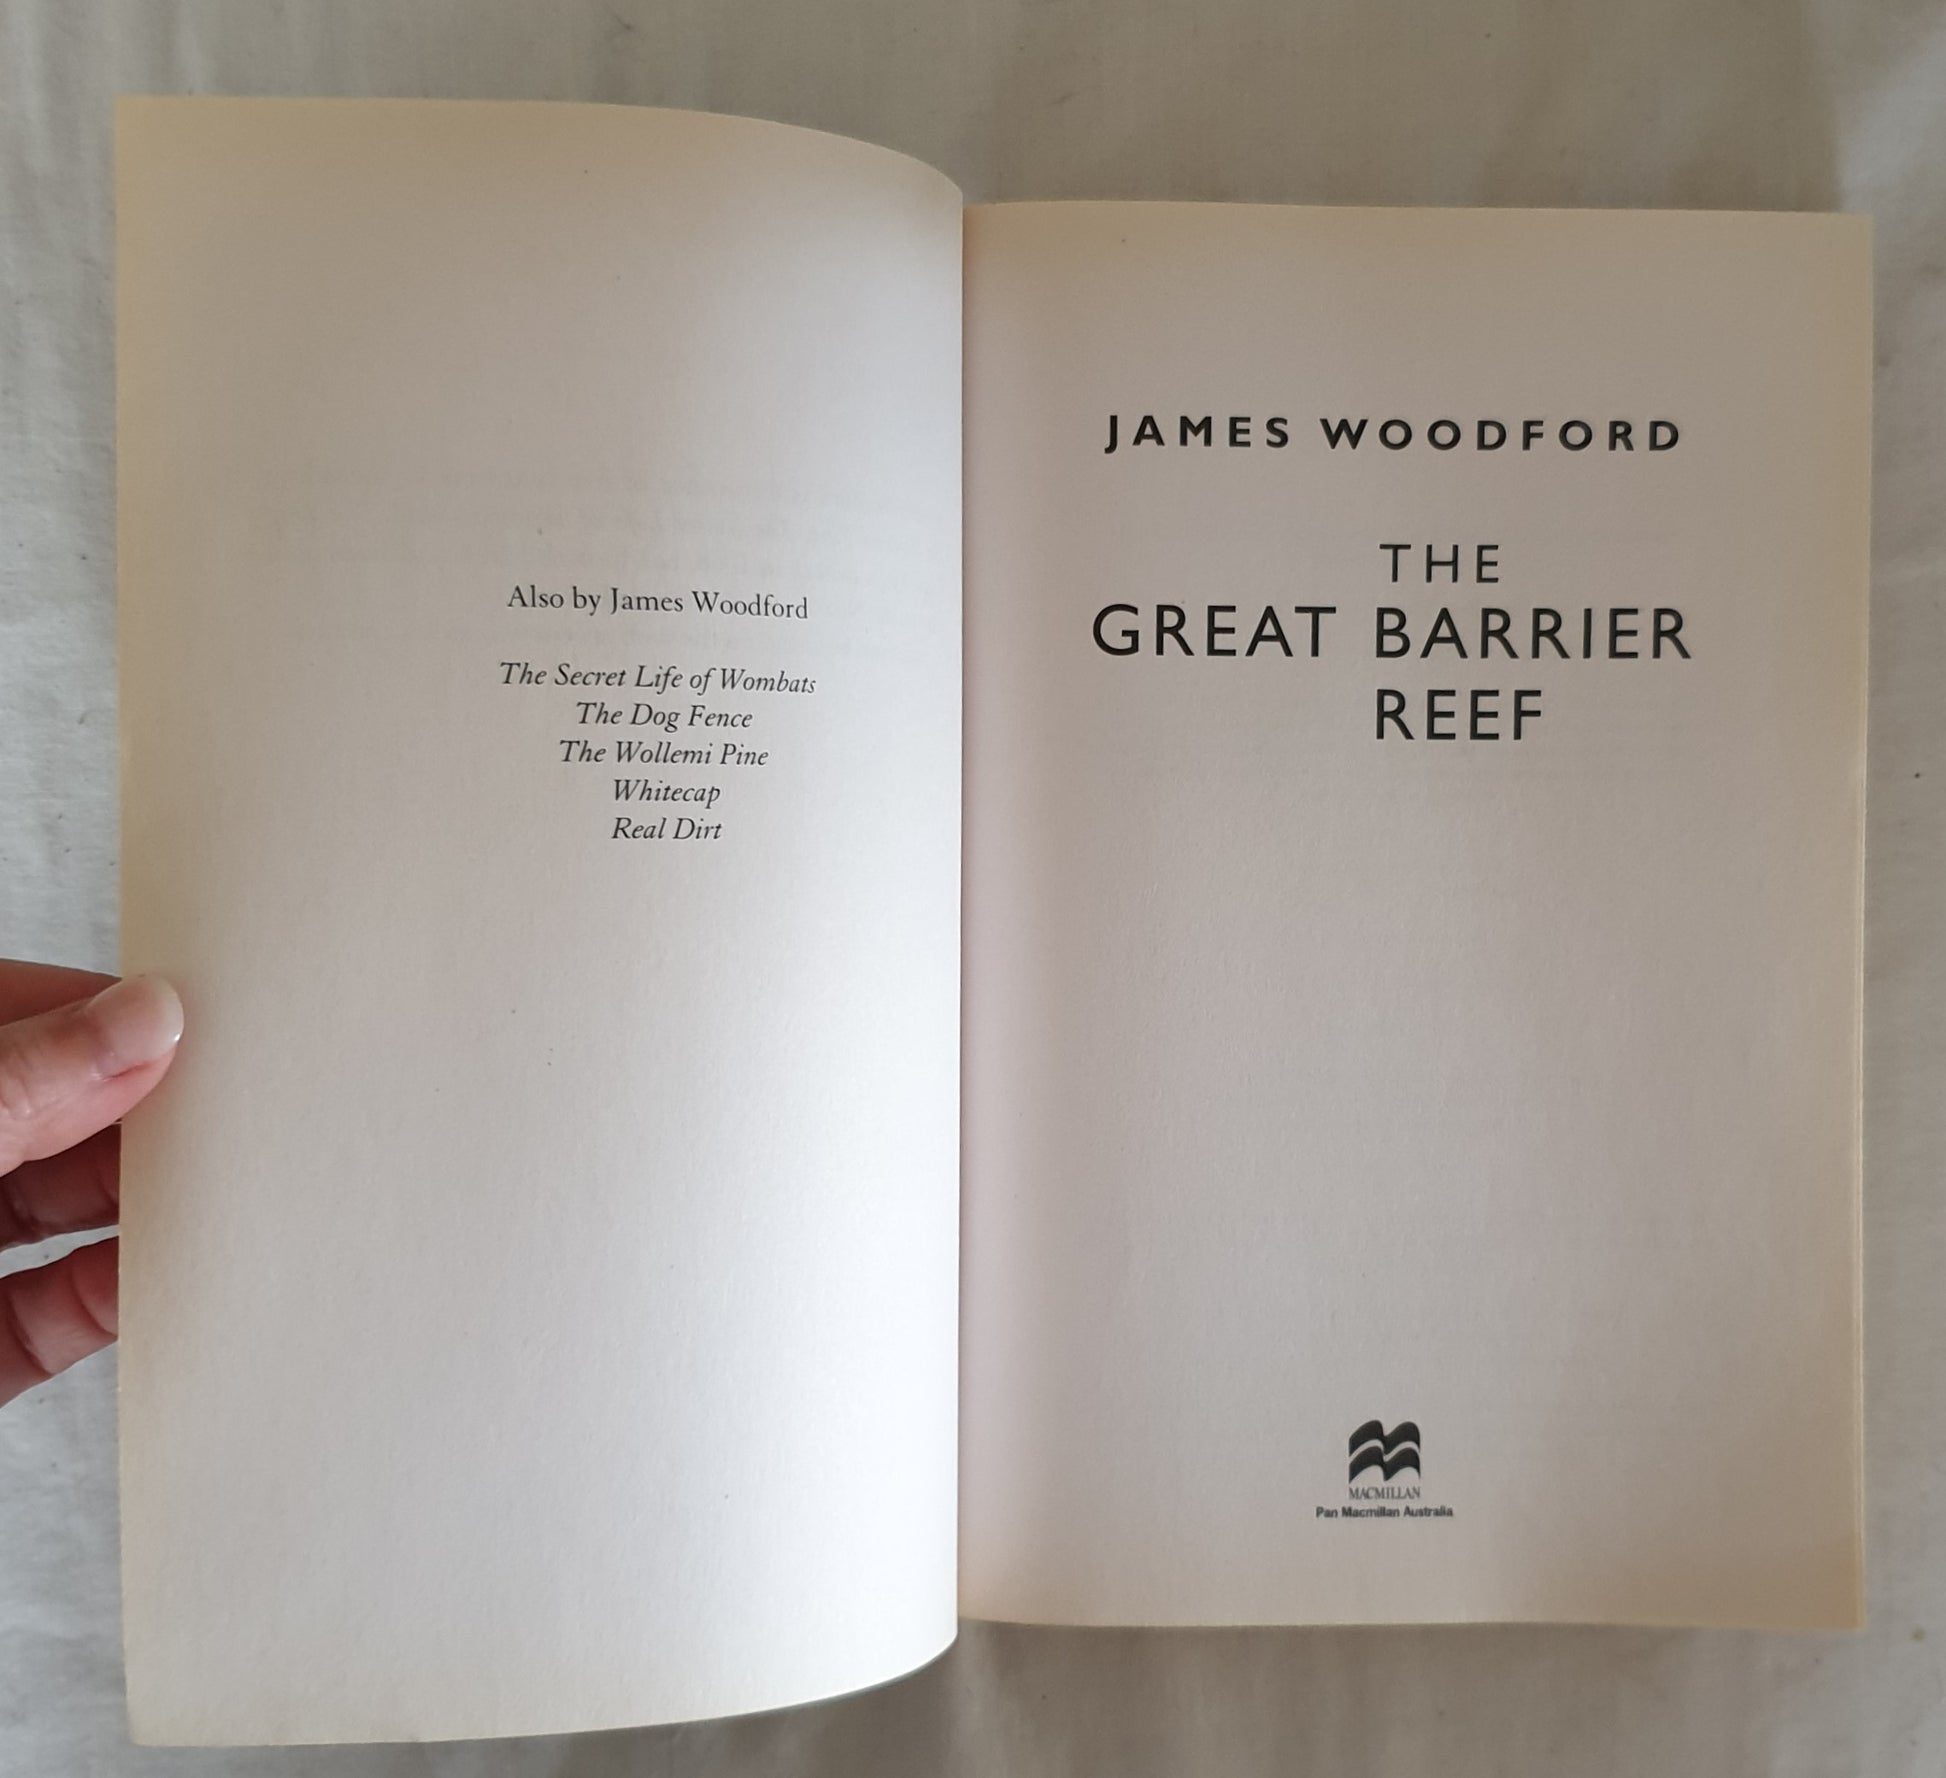 Also by James Woodford
The Secret Life of Wombats
The Dog Fence
The Wollemi Pine
Whitecap
Real Dirt
JAMES WOODFORD
THE
GREAT BARRIER
REEF
MACMILLAN
Pan Macmillan Australia